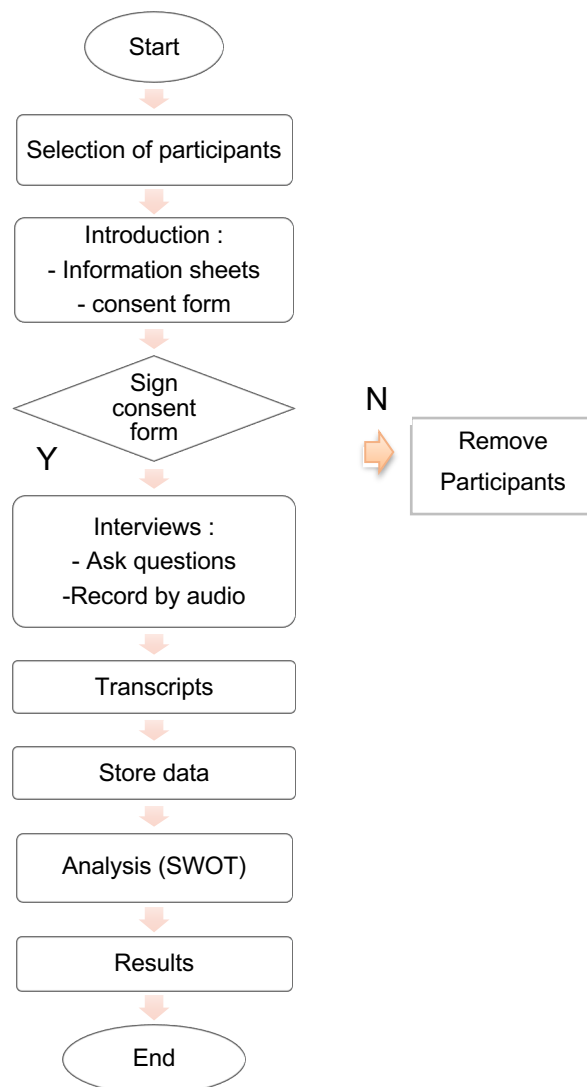 Start
Selection of participants
Introduction :
- Information sheets
- consent form
Sign
consent
form
N
Remove
Participants
Y
Interviews :
- Ask questions
-Record by audio
Transcripts
Store data
Analysis (SWOT)
Results
End